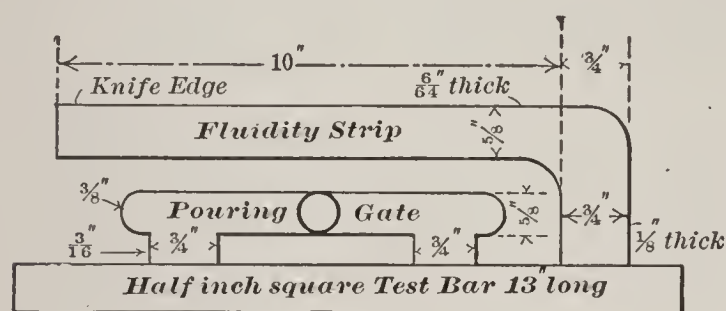 10" 3/4"
Knife Edge 6/64" thick
Fluidity Strip 5/8"
3/8" Pouring Gate 5/8" 3/4"
3/16" 3/4" 3/4" 1/8" thick
Half inch square Test Bar 13" long